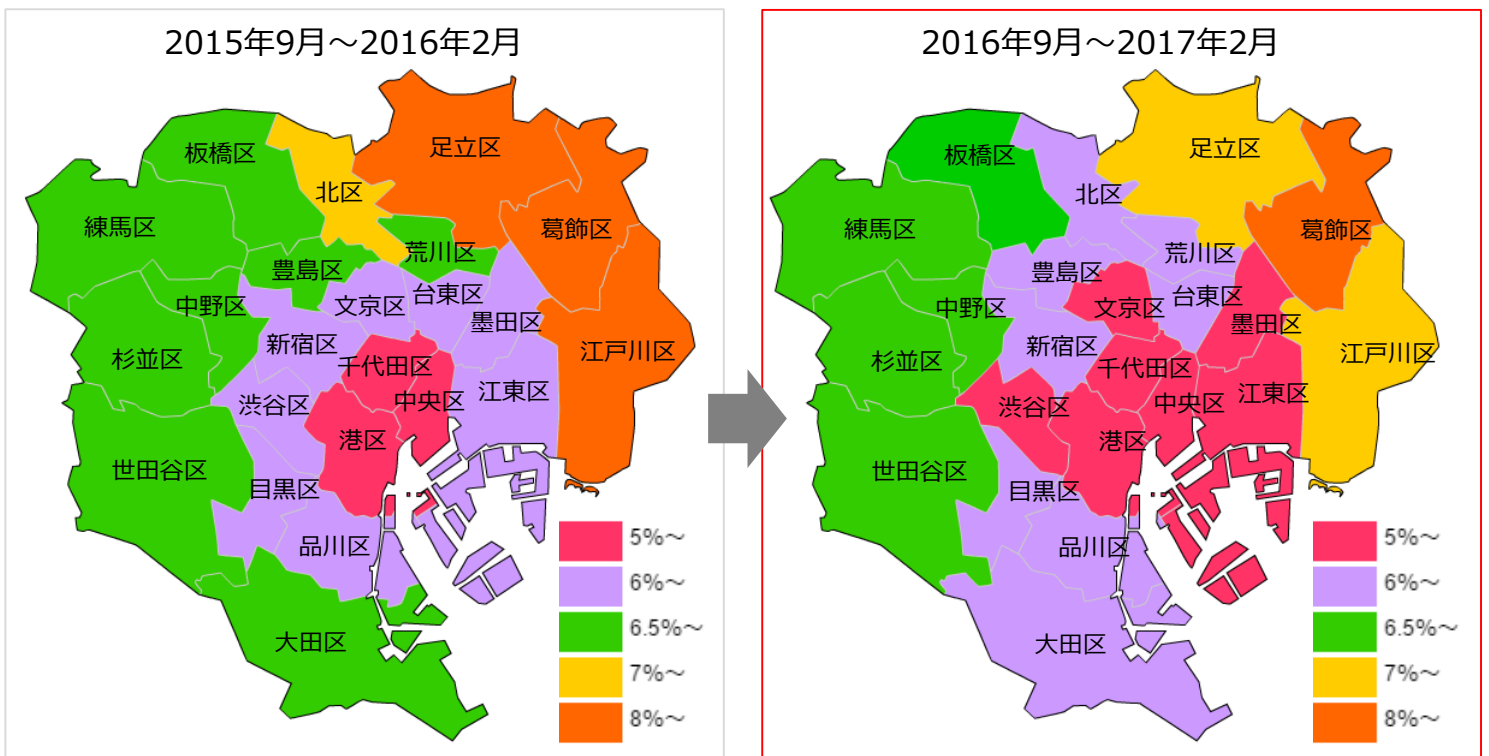 2015年9月～2016年2月
足立区
板橋区
北区
葛飾区
練馬区
荒川区
豊島区
台東区
中野区
文京区
墨田区
新宿区
江戸川区
杉並区
千代田区
江東区
中央区
渋谷区
港区
世田谷区
目黒区
品川区
大田区
5%～
6%～
6.5%～
7%～
8%～
2016年9月～2017年2月
足立区
板橋区
北区
葛飾区
練馬区
荒川区
豊島区
台東区
中野区
文京区
墨田区
新宿区
江戸川区
杉並区
千代田区
江東区
中央区
渋谷区
港区
世田谷区
目黒区
品川区
大田区
5%～
6%～
6.5%～
7%～
8%～